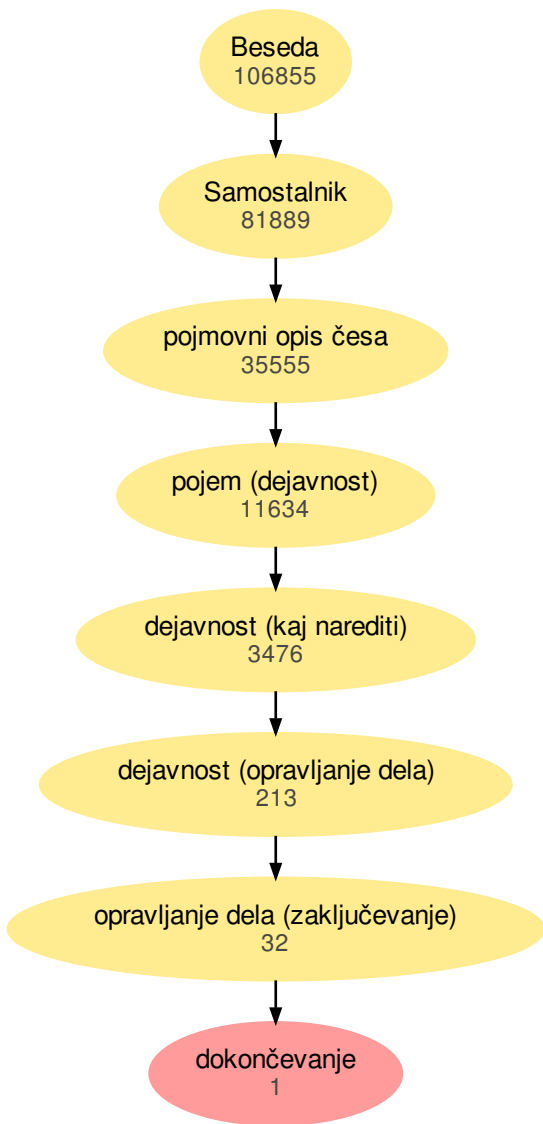 Beseda
106855
Samostalnik
81889
pojmovni opis česa
35555
pojem (dejavnost)
11634
dejavnost (kaj narediti)
3476
dejavnost (opravljanje dela)
213
opravljanje dela (zaključevanje)
32
dokončevanje
1